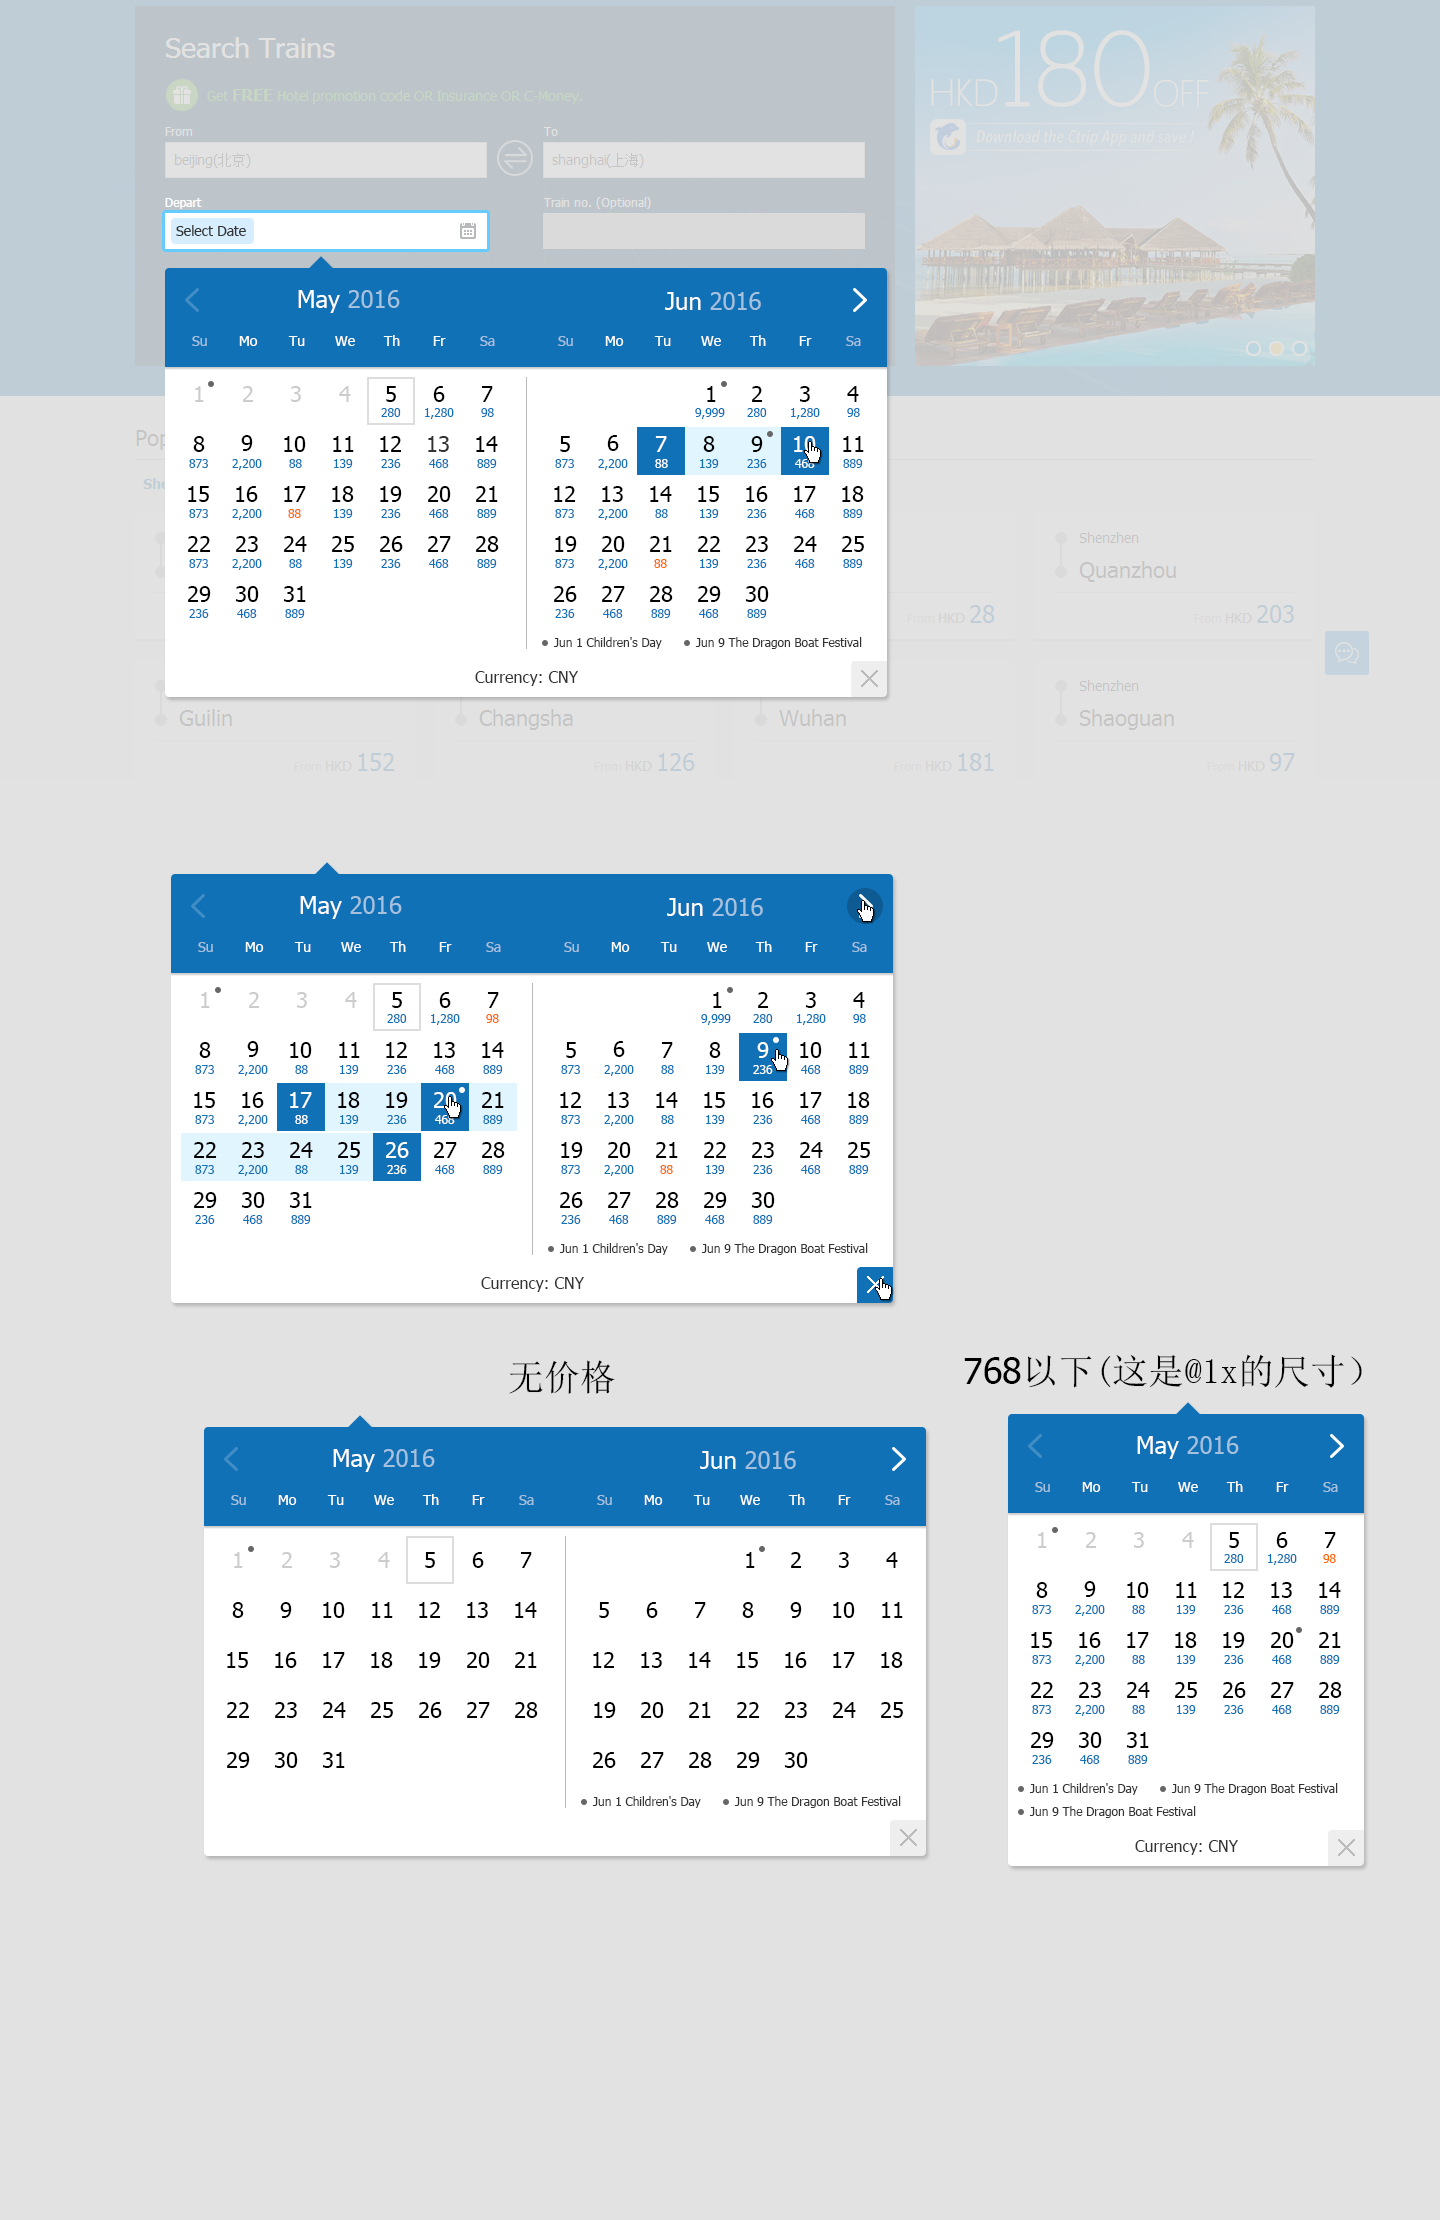 Search Trains
Get FREE Hotel promotion code OR Insurance OR C-Money.
From
To
beijing(北京)
shanghai(上海)
Depart
Train no. (Optional)
Select Date
HKD180OFF
Download the Ctrip App and save !
May 2016
Su Mo Tu We Th Fr Sa
1 2 3 4 5 6 7
280 1,280 98
8 9 10 11 12 13 14
873 2,200 88 139 236 468 889
15 16 17 18 19 20 21
873 2,200 88 139 236 468 889
22 23 24 25 26 27 28
873 2,200 88 139 236 468 889
29 30 31
236 468 889
Jun 2016
Su Mo Tu We Th Fr Sa
1 2 3 4
9,999 280 1,280 98
5 6 7 8 9 10 11
873 2,200 88 139 236 468 889
12 13 14 15 16 17 18
873 2,200 88 139 236 468 889
19 20 21 22 23 24 25
873 2,200 88 139 236 468 889
26 27 28 29 30
236 468 889 468 889
Jun 1 Children's Day Jun 9 The Dragon Boat Festival
Currency: CNY
Pop
She
Shenzhen
Quanzhou
From HKD 28
From HKD 203
Shenzhen
Guilin
Changsha
Wuhan
Shaoguan
From HKD 152
From HKD 126
From HKD 181
From HKD 97
May 2016
Su Mo Tu We Th Fr Sa
1 2 3 4 5 6 7
280 1,280 98
8 9 10 11 12 13 14
873 2,200 88 139 236 468 889
15 16 17 18 19 20 21
873 2,200 88 139 236 468 889
22 23 24 25 26 27 28
873 2,200 88 139 236 468 889
29 30 31
236 468 889
Jun 2016
Su Mo Tu We Th Fr Sa
1 2 3 4
9,999 280 1,280 98
5 6 7 8 9 10 11
873 2,200 88 139 236 468 889
12 13 14 15 16 17 18
873 2,200 88 139 236 468 889
19 20 21 22 23 24 25
873 2,200 88 139 236 468 889
26 27 28 29 30
236 468 889 468 889
Jun 1 Children's Day Jun 9 The Dragon Boat Festival
Currency: CNY
无价格
May 2016
Su Mo Tu We Th Fr Sa
1 2 3 4 5 6 7
8 9 10 11 12 13 14
15 16 17 18 19 20 21
22 23 24 25 26 27 28
29 30 31
Jun 2016
Su Mo Tu We Th Fr Sa
1 2 3 4
5 6 7 8 9 10 11
12 13 14 15 16 17 18
19 20 21 22 23 24 25
26 27 28 29 30
Jun 1 Children's Day Jun 9 The Dragon Boat Festival
768以下(这是@1x的尺寸)
May 2016
Su Mo Tu We Th Fr Sa
1 2 3 4 5 6 7
280 1,280 98
8 9 10 11 12 13 14
873 2,200 88 139 236 468 889
15 16 17 18 19 20 21
873 2,200 88 139 236 468 889
22 23 24 25 26 27 28
873 2,200 88 139 236 468 889
29 30 31
236 468 889
Jun 1 Children's Day Jun 9 The Dragon Boat Festival
Jun 9 The Dragon Boat Festival
Currency: CNY